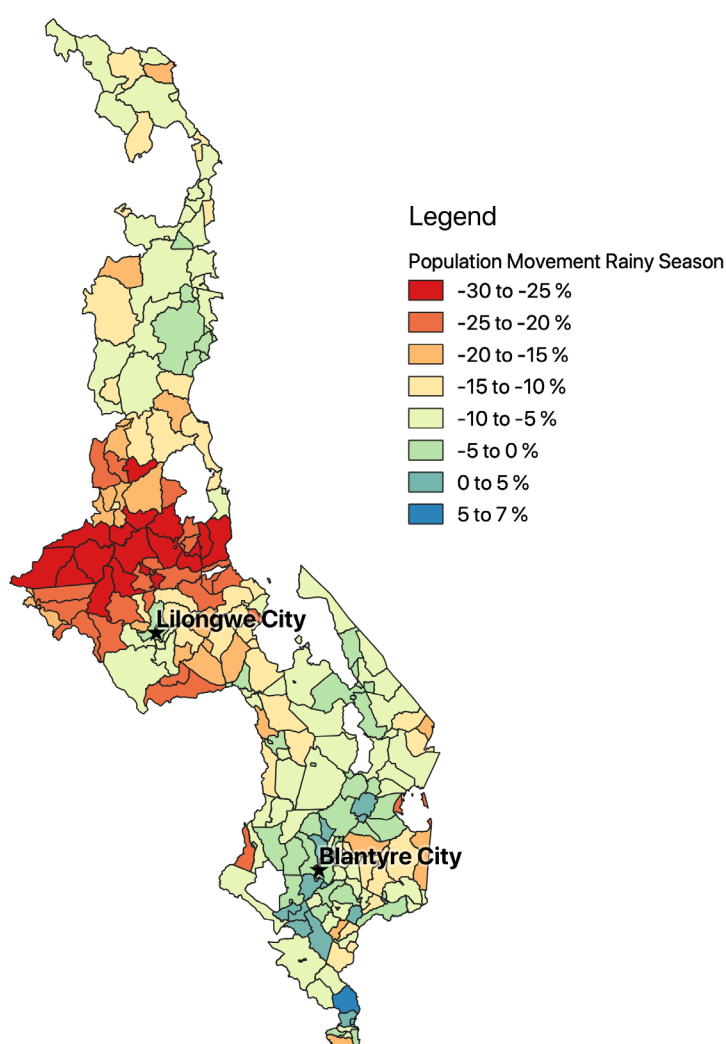 Legend
Population Movement Rainy Season
-30 to -25 %
-25 to -20 %
-20 to -15 %
-15 to -10 %
-10 to -5 %
-5 to 0 %
0 to 5 %
5 to 7 %
Lilongwe City
Blantyre City